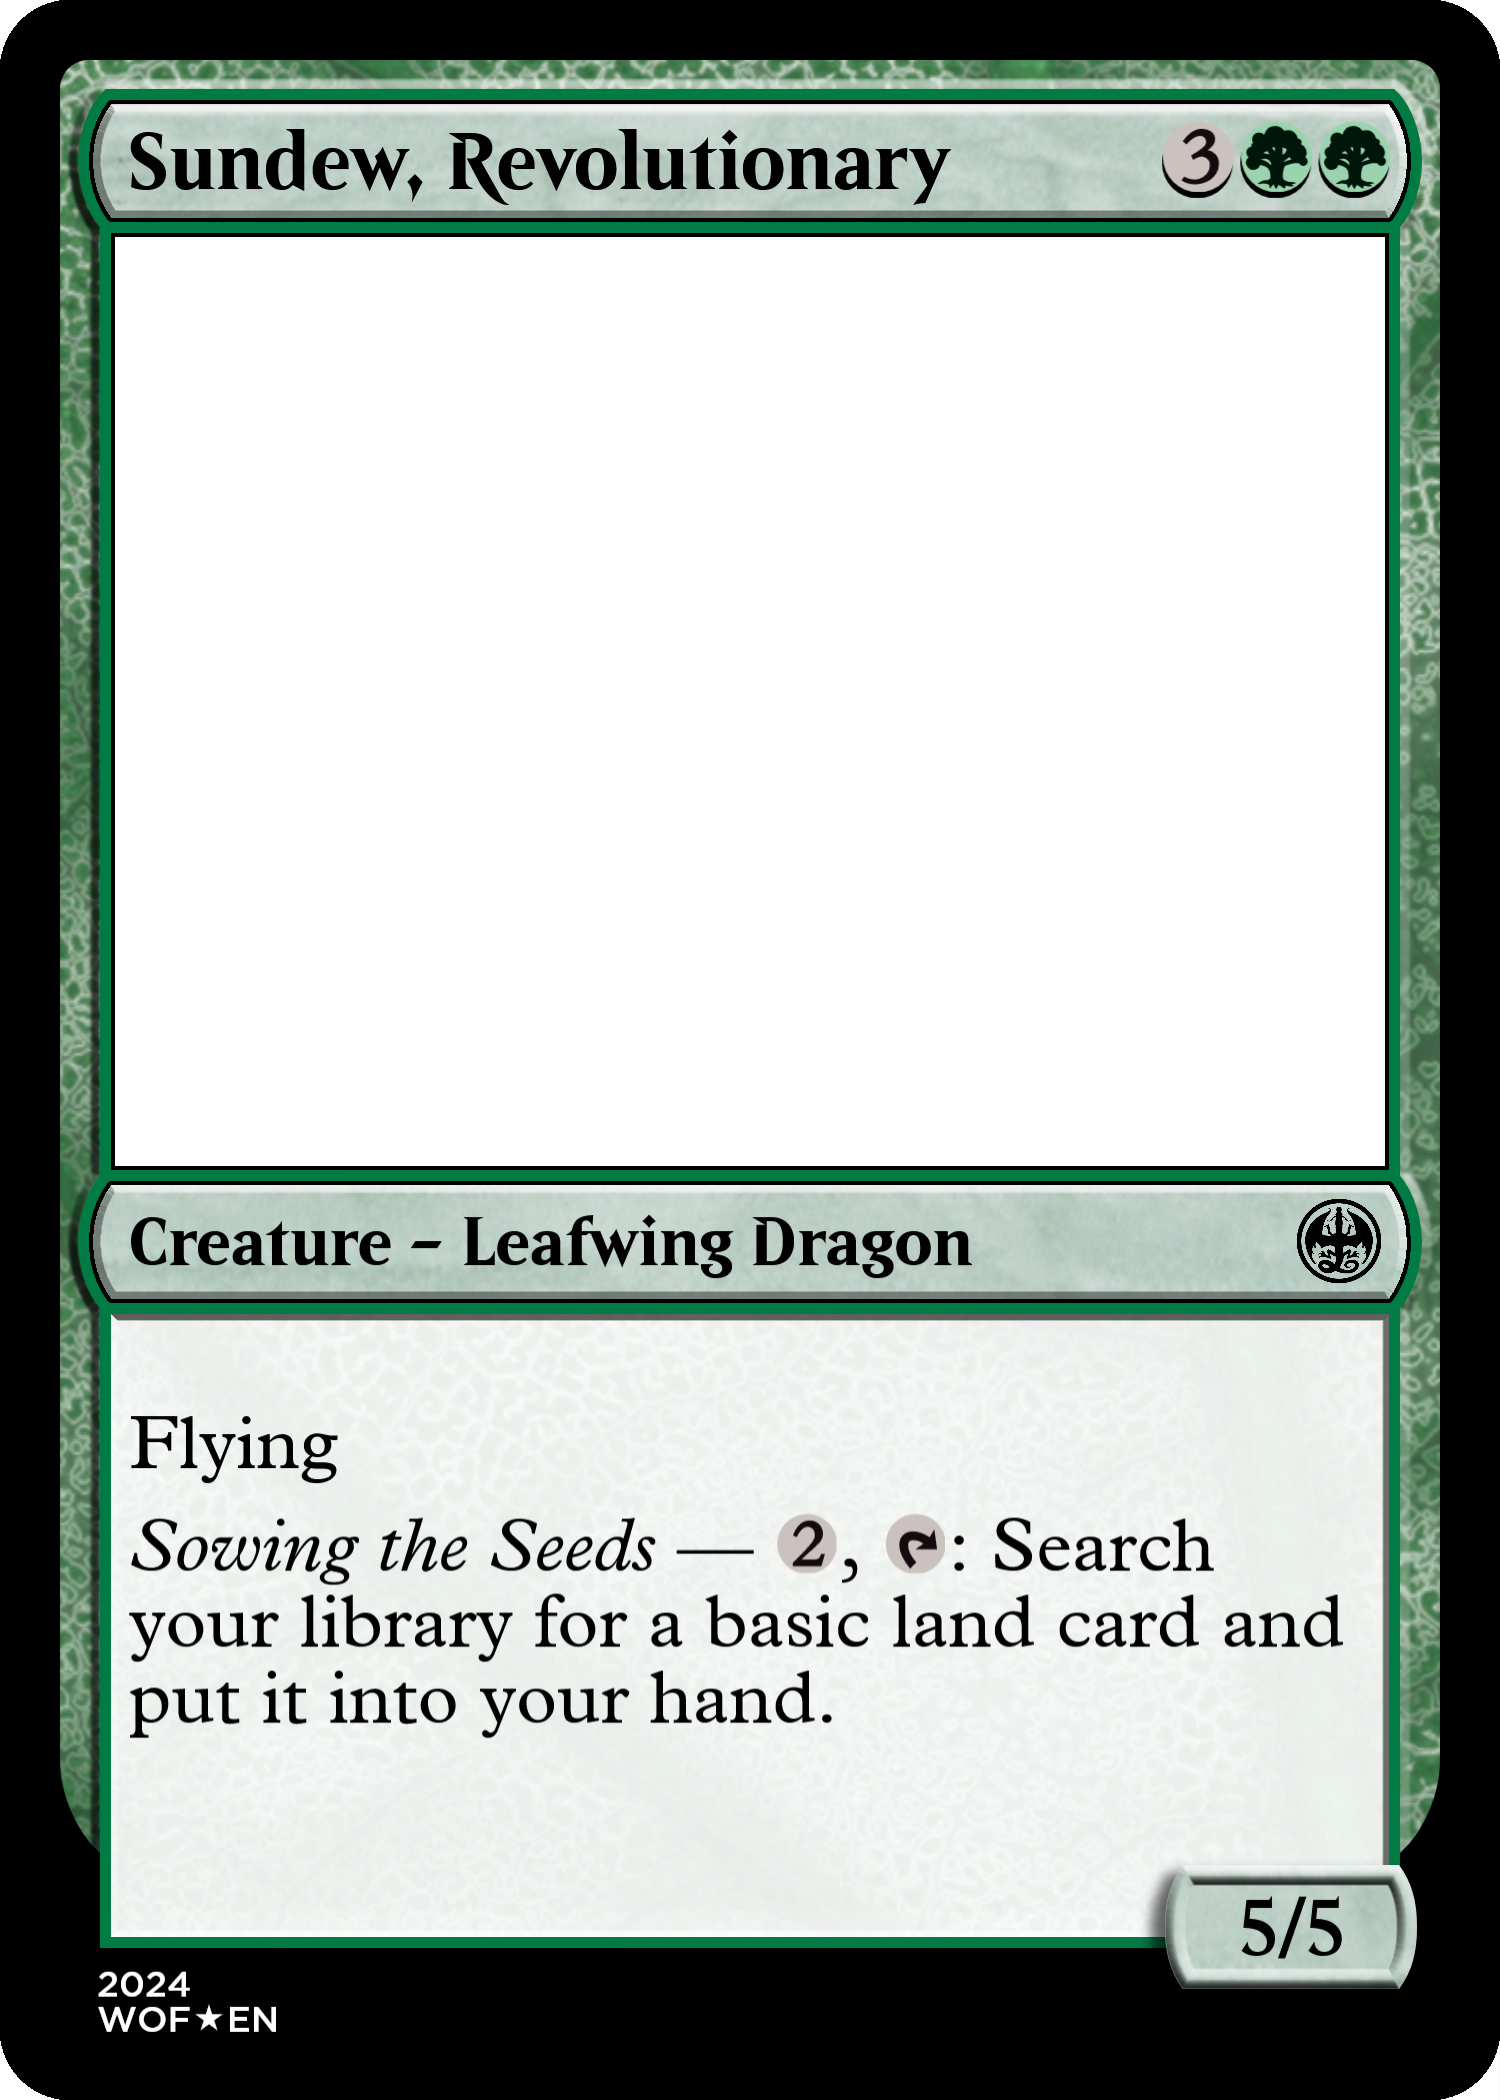 Sundew, Revolutionary 3
Creature – Leafwing Dragon
Flying
Sowing the Seeds — 2, : Search
your library for a basic land card and
put it into your hand.
5/5
2024
WOF★EN